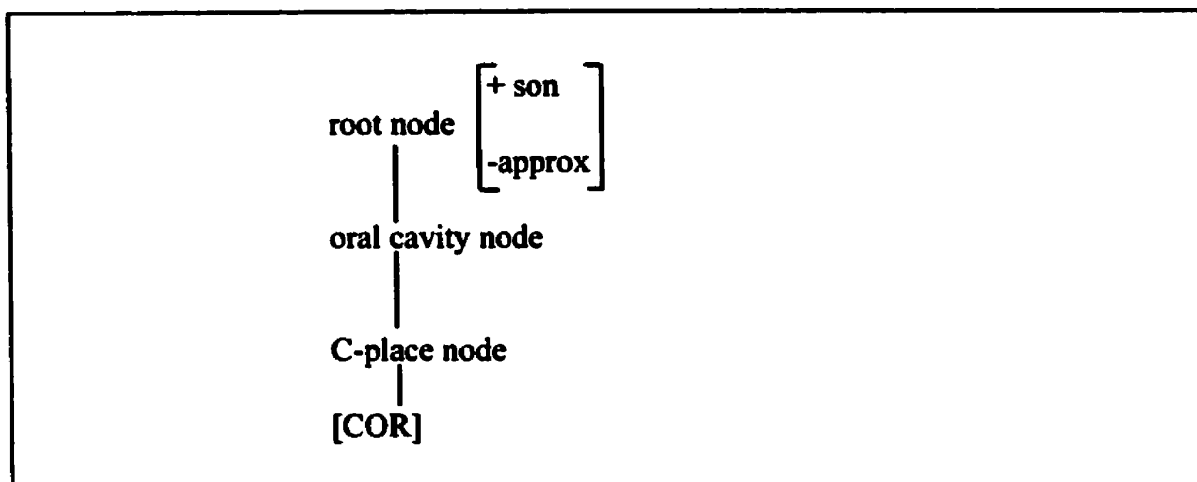 + son
root node
-approx
oral cavity node
C-place node
[COR]